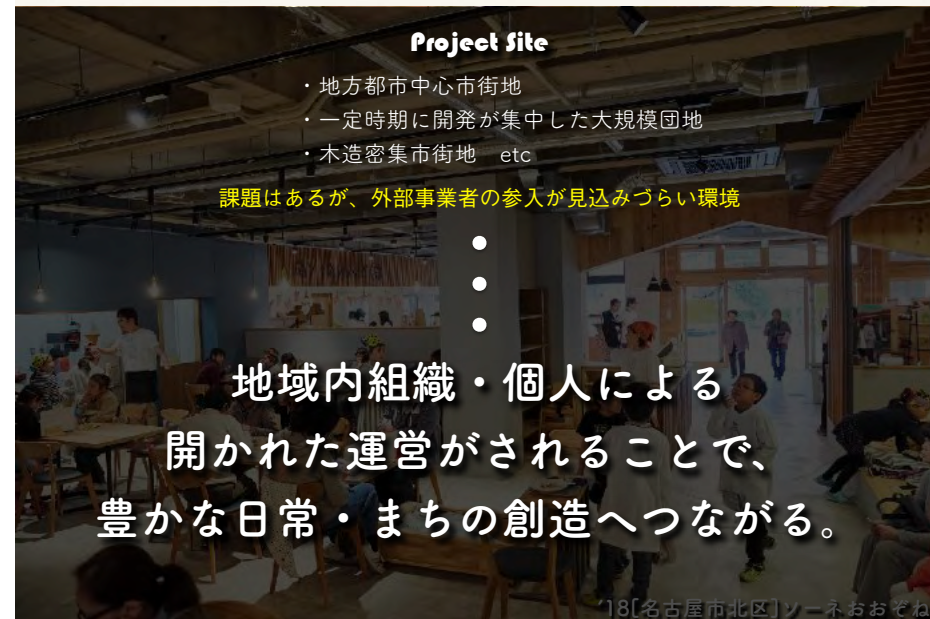 Project Site
・地方都市中心市街地
・一定時期に開発が集中した大規模団地
・木造密集市街地　etc
課題はあるが、外部事業者の参入が見込みづらい環境
地域内組織・個人による
開かれた運営がされることで、
豊かな日常・まちの創造へつながる。
'18[名古屋市北区]ソーネおおぞね